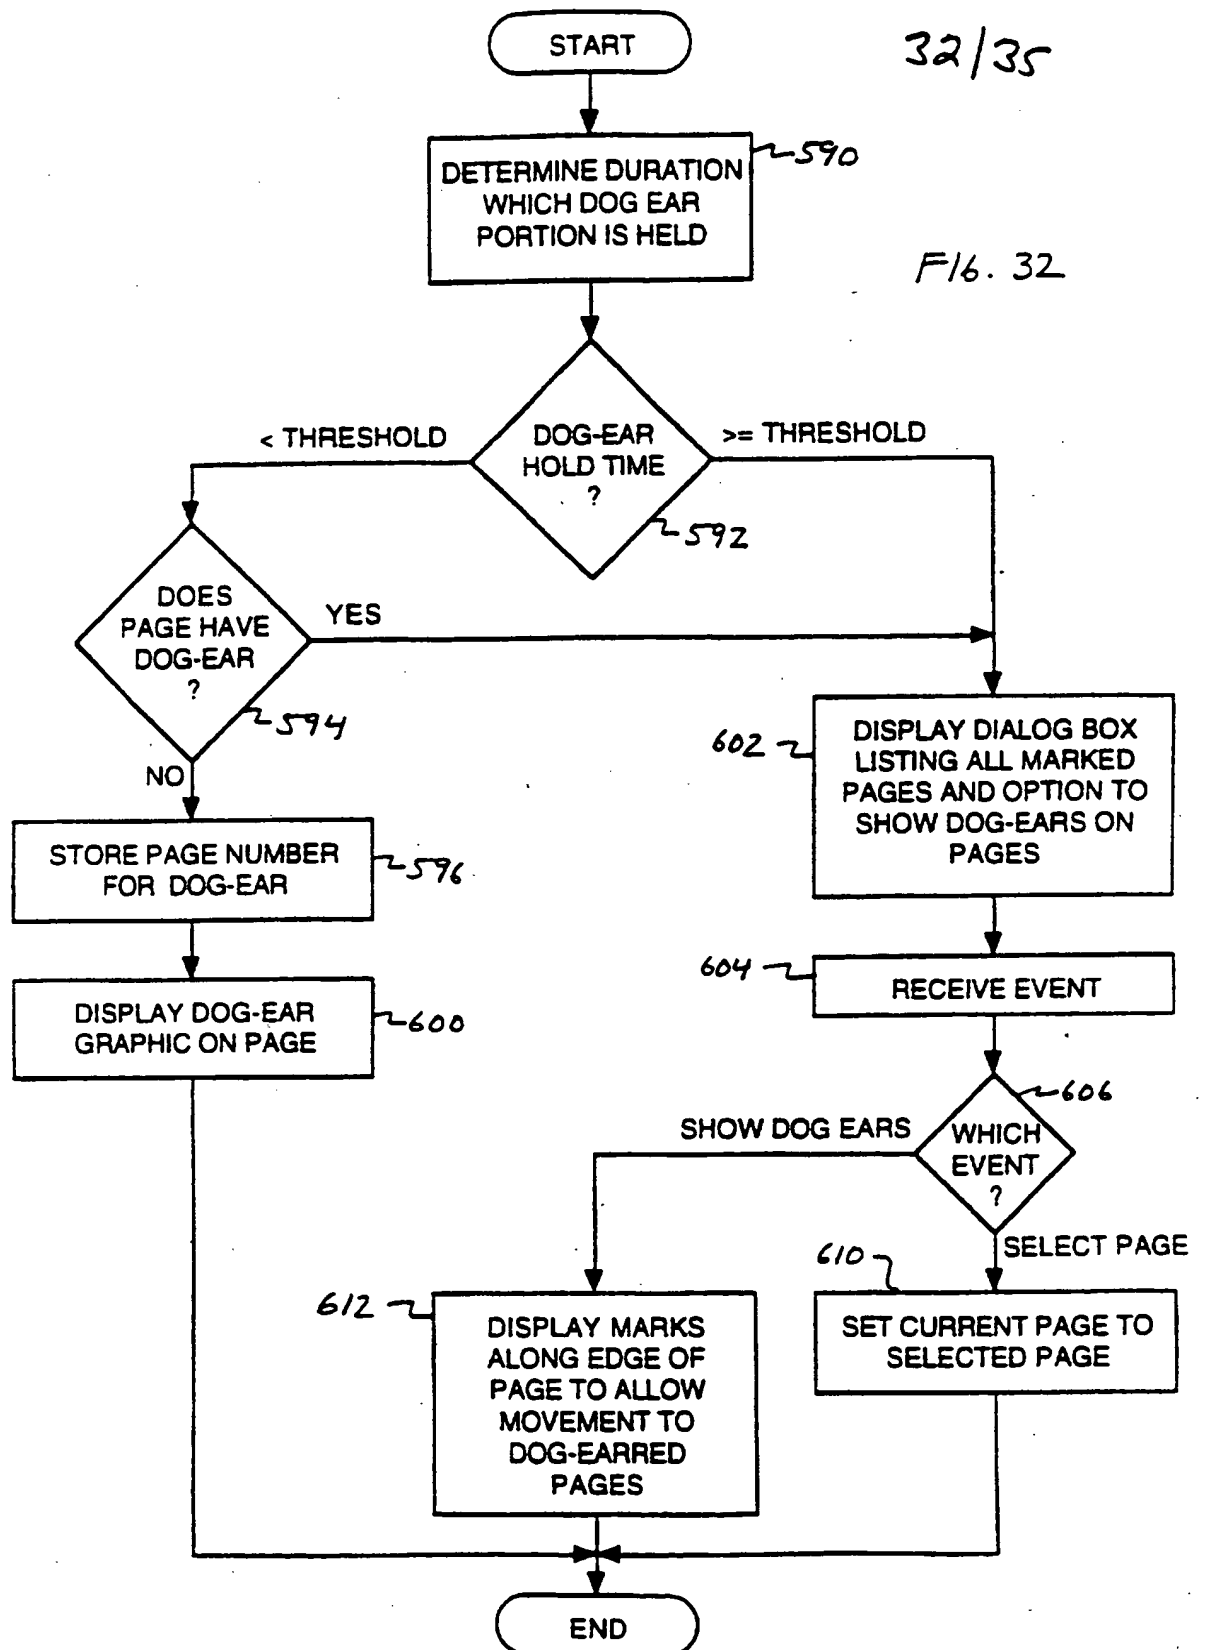 START
32/35
DETERMINE DURATION
WHICH DOG EAR
PORTION IS HELD
590
FIG. 32
< THRESHOLD
DOG-EAR
HOLD TIME
?
>= THRESHOLD
592
DOES
PAGE HAVE
DOG-EAR
?
YES
594
NO
602
DISPLAY DIALOG BOX
LISTING ALL MARKED
PAGES AND OPTION TO
SHOW DOG-EARS ON
PAGES
STORE PAGE NUMBER
FOR DOG-EAR
596
604
RECEIVE EVENT
DISPLAY DOG-EAR
GRAPHIC ON PAGE
600
606
SHOW DOG EARS
WHICH
EVENT
?
SELECT PAGE
610
SET CURRENT PAGE TO
SELECTED PAGE
612
DISPLAY MARKS
ALONG EDGE OF
PAGE TO ALLOW
MOVEMENT TO
DOG-EARRED
PAGES
END